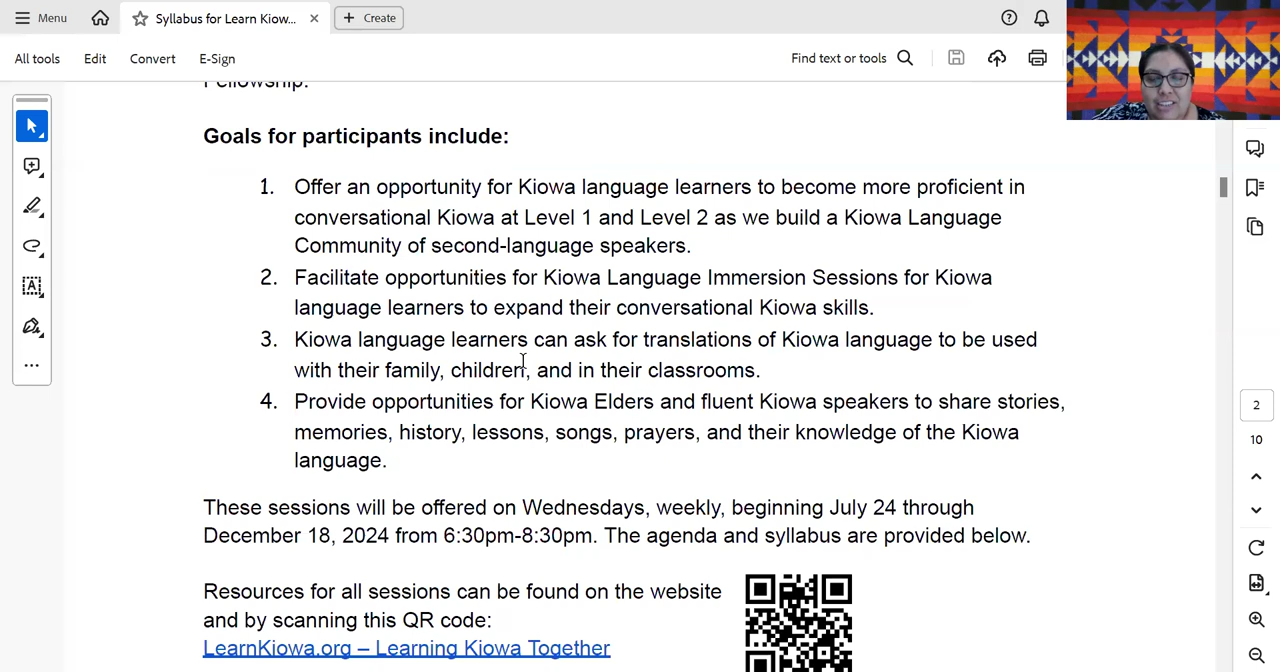 Menu
Syllabus for Learn Kiow...
Create
All tools
Edit
Convert
E-Sign
Find text or tools
Fellowship.
Goals for participants include:
1. Offer an opportunity for Kiowa language learners to become more proficient in
conversational Kiowa at Level 1 and Level 2 as we build a Kiowa Language
Community of second-language speakers.
2. Facilitate opportunities for Kiowa Language Immersion Sessions for Kiowa
language learners to expand their conversational Kiowa skills.
3. Kiowa language learners can ask for translations of Kiowa language to be used
with their family, children, and in their classrooms.
4. Provide opportunities for Kiowa Elders and fluent Kiowa speakers to share stories,
memories, history, lessons, songs, prayers, and their knowledge of the Kiowa
language.
These sessions will be offered on Wednesdays, weekly, beginning July 24 through
December 18, 2024 from 6:30pm-8:30pm. The agenda and syllabus are provided below.
Resources for all sessions can be found on the website
and by scanning this QR code:
LearnKiowa.org – Learning Kiowa Together
2
10